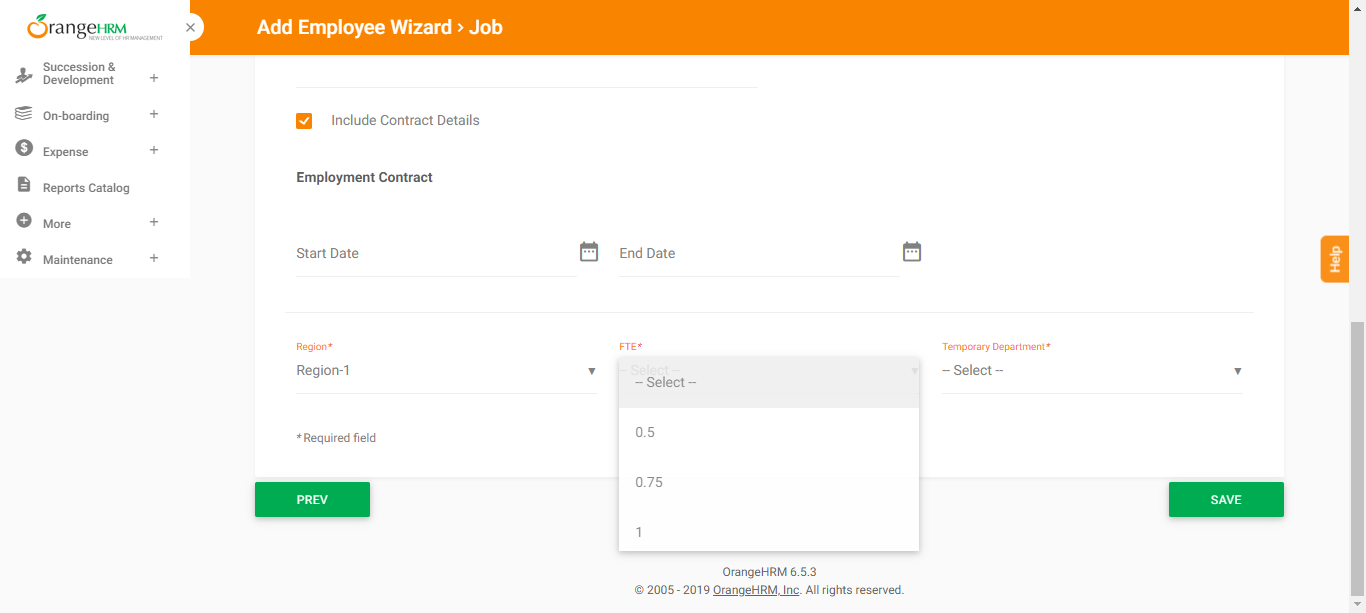 OrangeHRM
NEW LEVEL OF HR MANAGEMENT
Add Employee Wizard › Job
Succession &
Development
On-boarding
Expense
Reports Catalog
More
Maintenance
Include Contract Details
Employment Contract
Start Date
End Date
Help
Region*
FTE*
Temporary Department*
Region-1
-- Select --
-- Select --
-- Select --
0.5
0.75
1
* Required field
PREV
SAVE
OrangeHRM 6.5.3
© 2005 - 2019 OrangeHRM, Inc. All rights reserved.